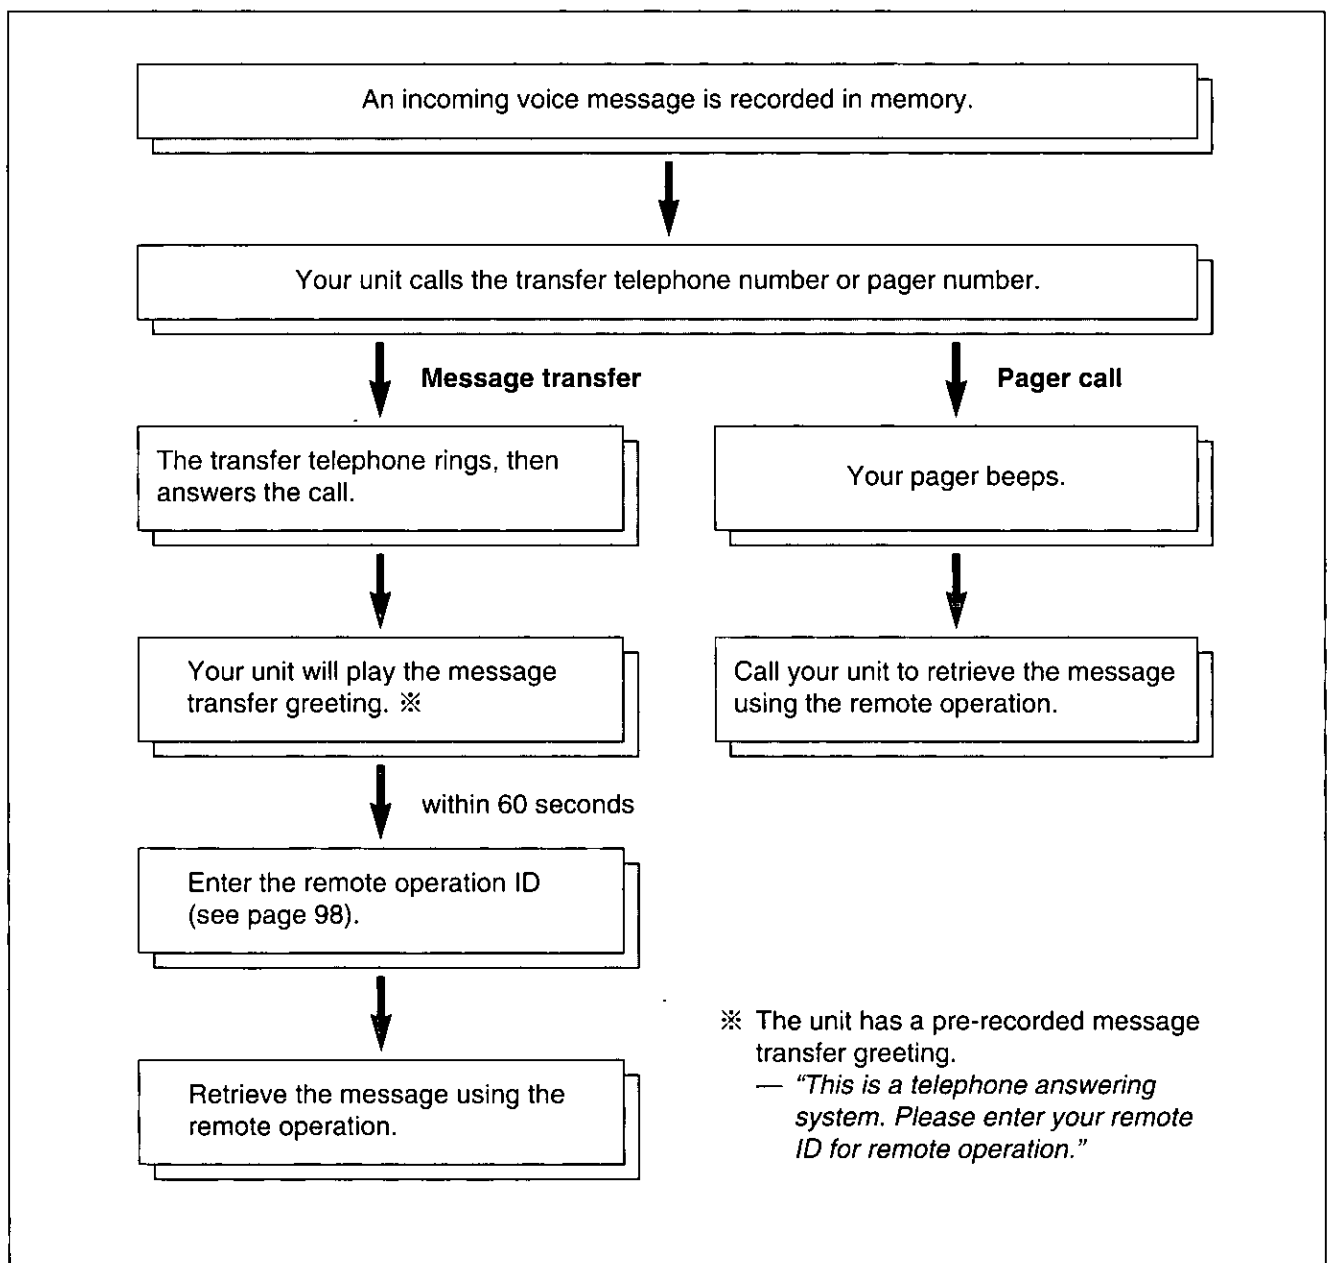 An incoming voice message is recorded in memory.
Your unit calls the transfer telephone number or pager number.
Message transfer
Pager call
The transfer telephone rings, then
answers the call.
Your pager beeps.
Your unit will play the message
transfer greeting. ※
Call your unit to retrieve the message
using the remote operation.
within 60 seconds
Enter the remote operation ID
(see page 98).
Retrieve the message using the
remote operation.
※ The unit has a pre-recorded message
transfer greeting.
— “This is a telephone answering
system. Please enter your remote
ID for remote operation.”